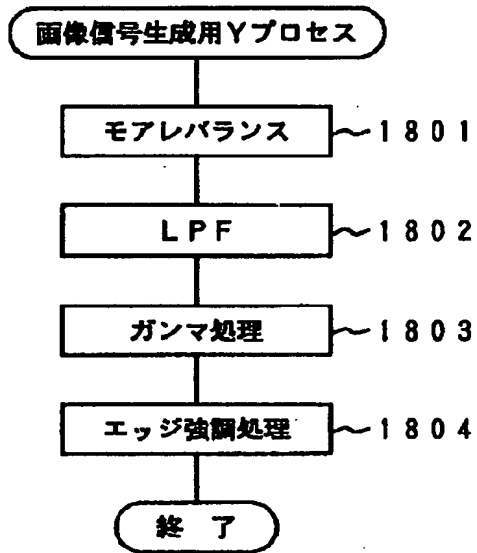 画像信号生成用Yプロセス
モアレバランス 1801
LPF 1802
ガンマ処理 1803
エッジ強調処理 1804
終了